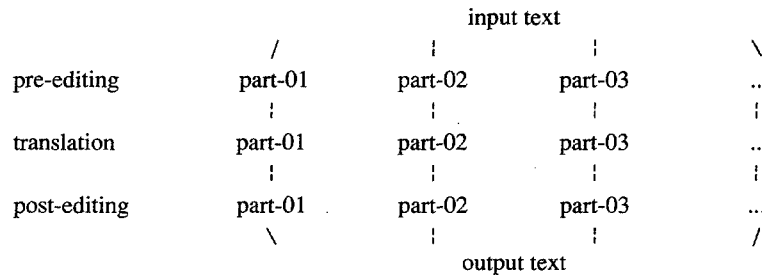 input text
/ ¦ ¦ \
pre-editing part-01 part-02 part-03 ..
¦ ¦ ¦ ¦
translation part-01 part-02 part-03 ..
¦ ¦ ¦ ¦
post-editing part-01 part-02 part-03 ...
\ ¦ ¦ /
output text